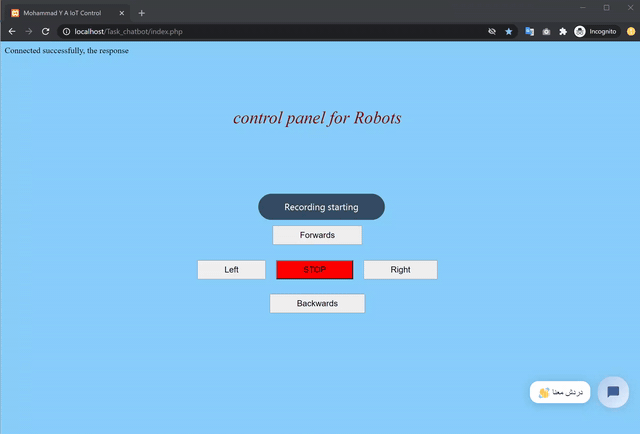 Mohammad Y A IoT Control
localhost/Task_chatbot/index.php
Incognito
Connected successfully, the response
control panel for Robots
Recording starting
Forwards
Left
STOP
Right
Backwards
دردش معنا 👋